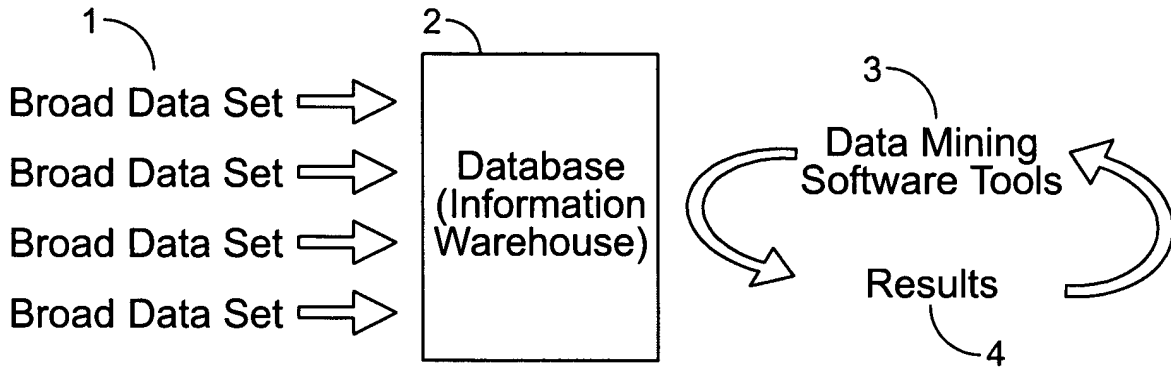 1
Broad Data Set
Broad Data Set
Broad Data Set
Broad Data Set
2
Database
(Information
Warehouse)
3
Data Mining
Software Tools
Results
4